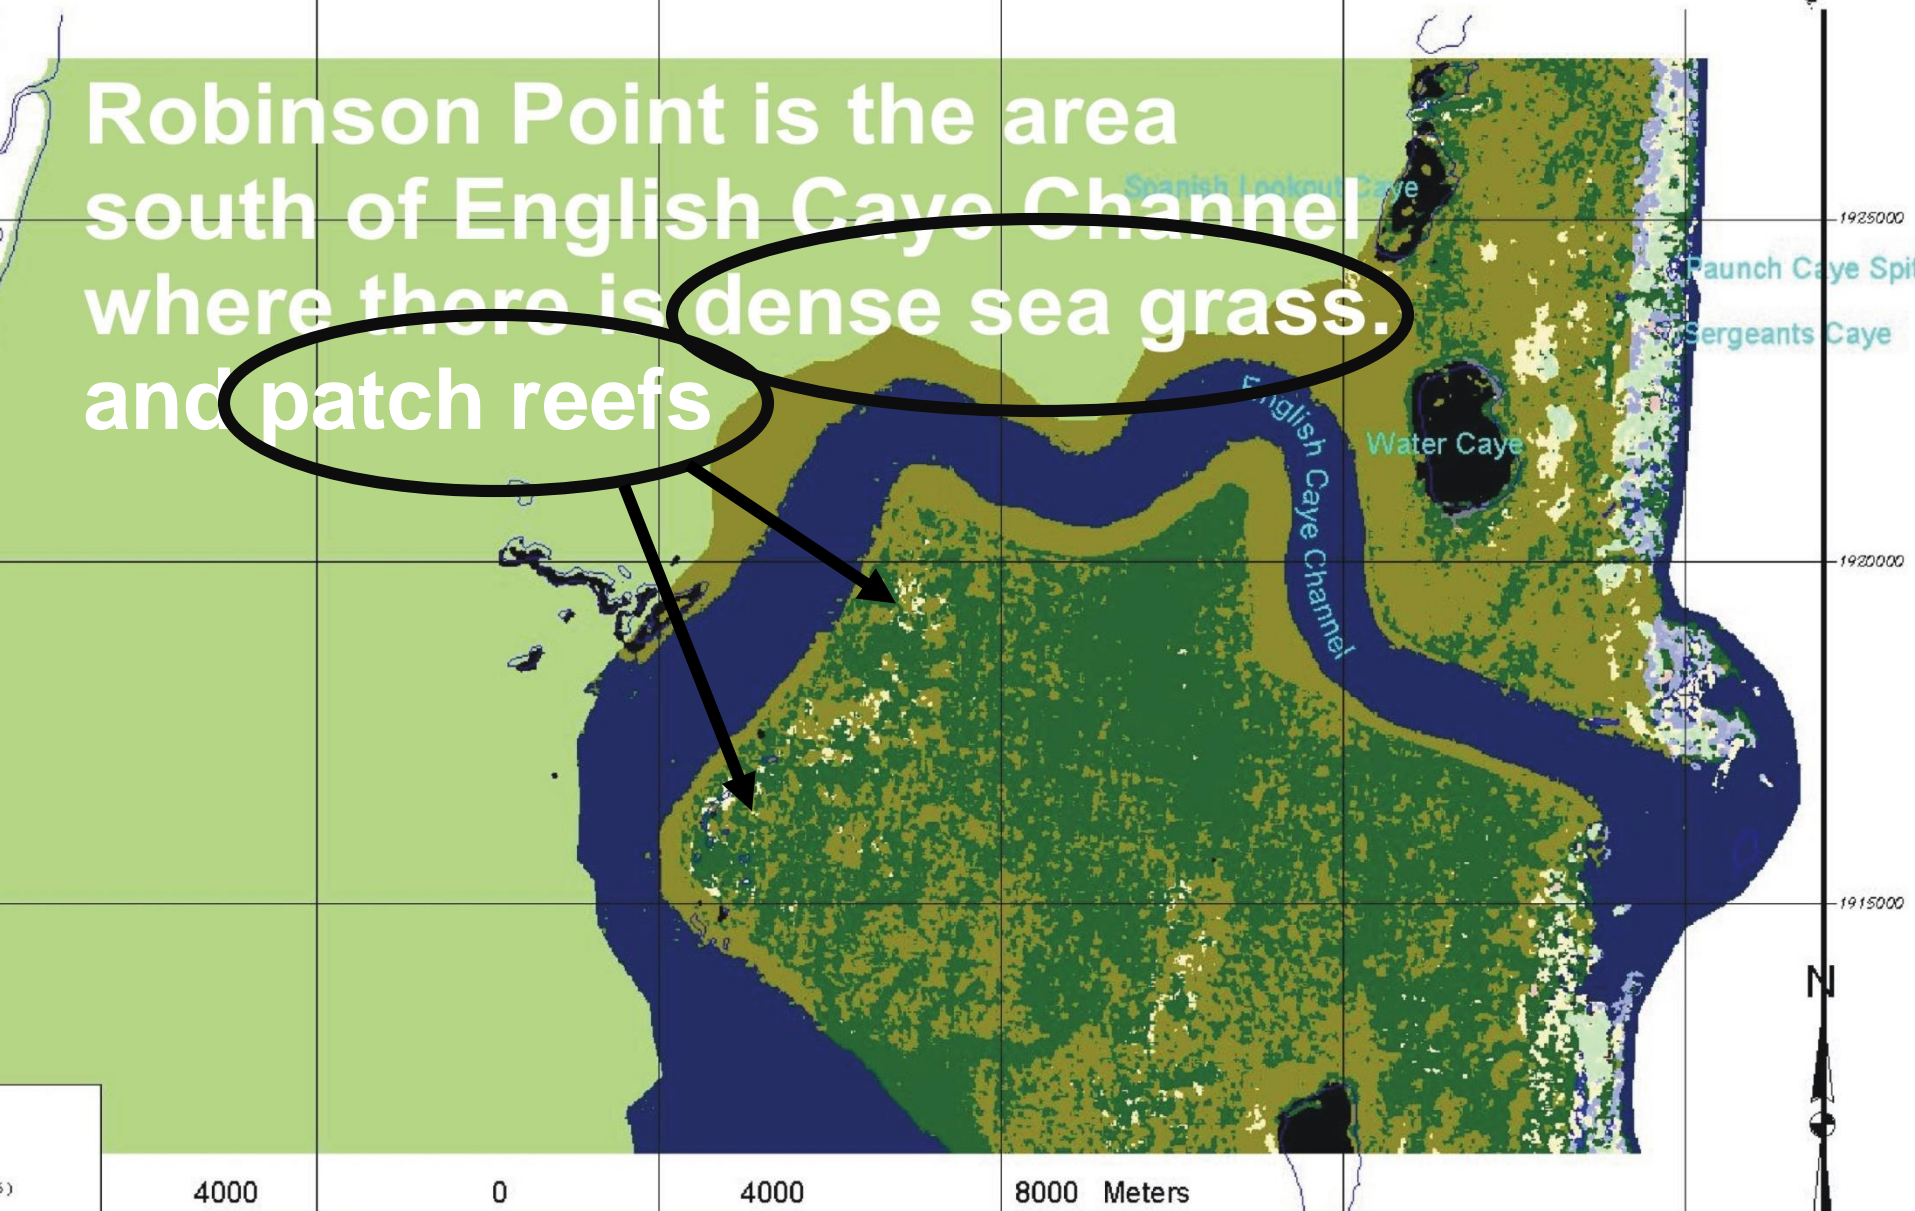 Robinson Point is the area
south of English Caye Channel
where there is dense sea grass.
and patch reefs
Spanish Lookout Caye
1925000
Paunch Caye Spit
Sergeants Caye
English Caye Channel
Water Caye
1920000
1915000
N
4000 0 4000 8000 Meters